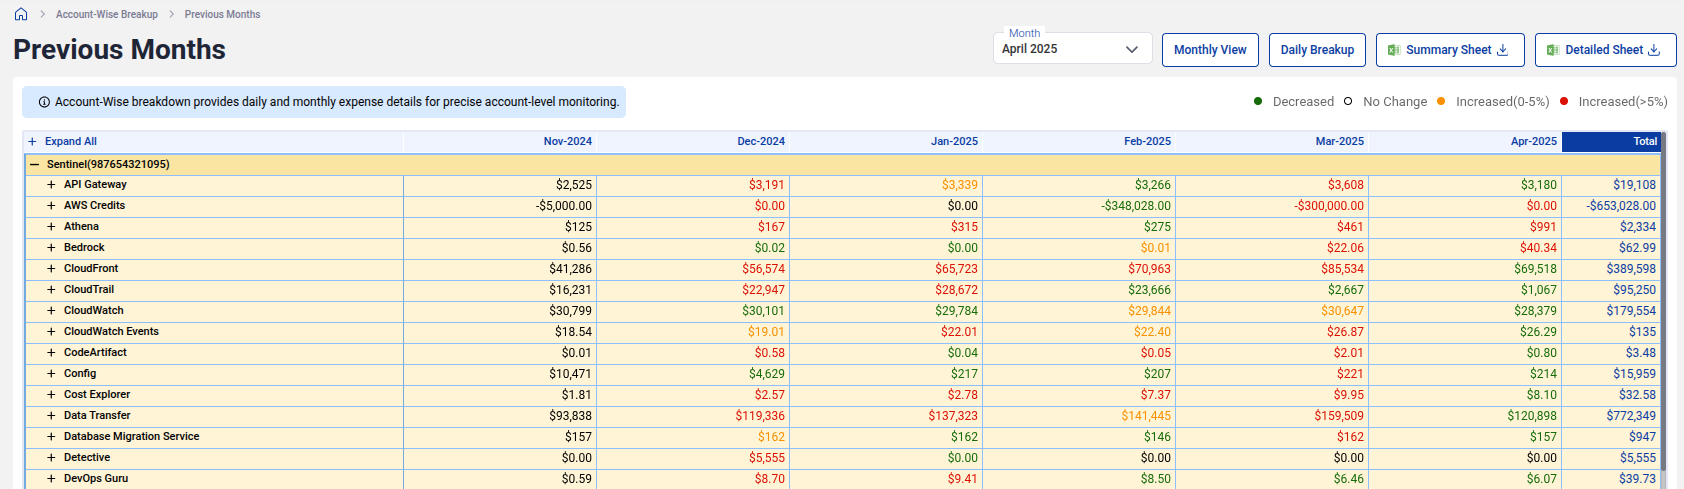 Account-Wise Breakup Previous Months
Previous Months
Month
April 2025
Monthly View Daily Breakup Summary Sheet Detailed Sheet
Account-Wise breakdown provides daily and monthly expense details for precise account-level monitoring.
Decreased No Change Increased(0-5%) Increased(>5%)
+ Expand All Nov-2024 Dec-2024 Jan-2025 Feb-2025 Mar-2025 Apr-2025 Total
— Sentinel(987654321095)
+ API Gateway $2,525 $3,191 $3,339 $3,266 $3,608 $3,180 $19,108
+ AWS Credits -$5,000.00 $0.00 $0.00 -$348,028.00 -$300,000.00 $0.00 -$653,028.00
+ Athena $125 $167 $315 $275 $461 $991 $2,334
+ Bedrock $0.56 $0.02 $0.00 $0.01 $22.06 $40.34 $62.99
+ CloudFront $41,286 $56,574 $65,723 $70,963 $85,534 $69,518 $389,598
+ CloudTrail $16,231 $22,947 $28,672 $23,666 $2,667 $1,067 $95,250
+ CloudWatch $30,799 $30,101 $29,784 $29,844 $30,647 $28,379 $179,554
+ CloudWatch Events $18.54 $19.01 $22.01 $22.40 $26.87 $26.29 $135
+ CodeArtifact $0.01 $0.58 $0.04 $0.05 $2.01 $0.80 $3.48
+ Config $10,471 $4,629 $217 $207 $221 $214 $15,959
+ Cost Explorer $1.81 $2.57 $2.78 $7.37 $9.95 $8.10 $32.58
+ Data Transfer $93,838 $119,336 $137,323 $141,445 $159,509 $120,898 $772,349
+ Database Migration Service $157 $162 $162 $146 $162 $157 $947
+ Detective $0.00 $5,555 $0.00 $0.00 $0.00 $0.00 $5,555
+ DevOps Guru $0.59 $8.70 $9.41 $8.50 $6.46 $6.07 $39.73